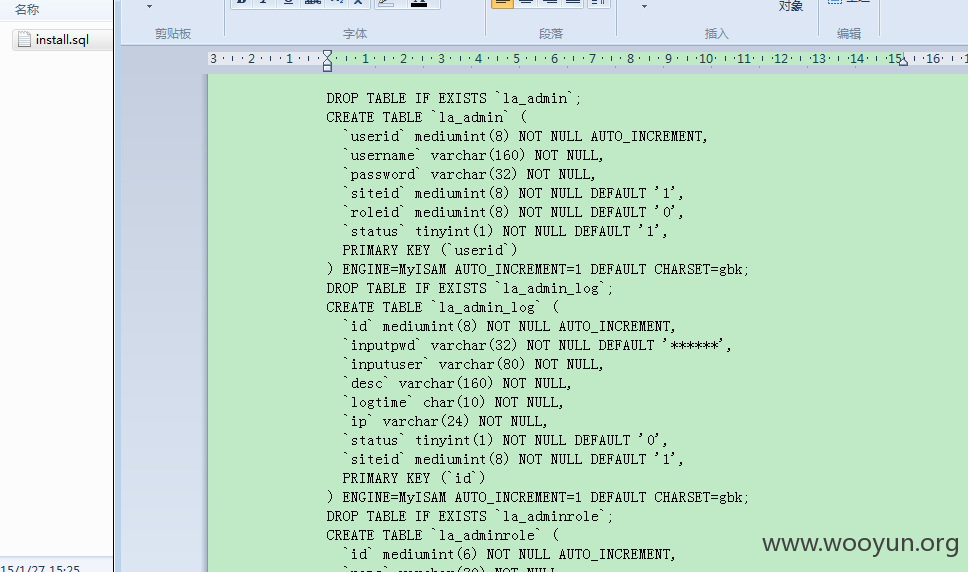 名称
install.sql
剪贴板
字体
段落
插入
对象
编辑
3 2 1 1 2 3 4 5 6 7 8 9 10 11 12 13 14 15 16
DROP TABLE IF EXISTS `la_admin`;
CREATE TABLE `la_admin` (
`userid` mediumint(8) NOT NULL AUTO_INCREMENT,
`username` varchar(160) NOT NULL,
`password` varchar(32) NOT NULL,
`siteid` mediumint(8) NOT NULL DEFAULT '1',
`roleid` mediumint(8) NOT NULL DEFAULT '0',
`status` tinyint(1) NOT NULL DEFAULT '1',
PRIMARY KEY (`userid`)
) ENGINE=MyISAM AUTO_INCREMENT=1 DEFAULT CHARSET=gbk;
DROP TABLE IF EXISTS `la_admin_log`;
CREATE TABLE `la_admin_log` (
`id` mediumint(8) NOT NULL AUTO_INCREMENT,
`inputpwd` varchar(32) NOT NULL DEFAULT '******',
`inputuser` varchar(80) NOT NULL,
`desc` varchar(160) NOT NULL,
`logtime` char(10) NOT NULL,
`ip` varchar(24) NOT NULL,
`status` tinyint(1) NOT NULL DEFAULT '0',
`siteid` mediumint(8) NOT NULL DEFAULT '1',
PRIMARY KEY (`id`)
) ENGINE=MyISAM AUTO_INCREMENT=1 DEFAULT CHARSET=gbk;
DROP TABLE IF EXISTS `la_adminrole`;
CREATE TABLE `la_adminrole` (
`id` mediumint(6) NOT NULL AUTO_INCREMENT,
www.wooyun.org
15/1/27 15:25